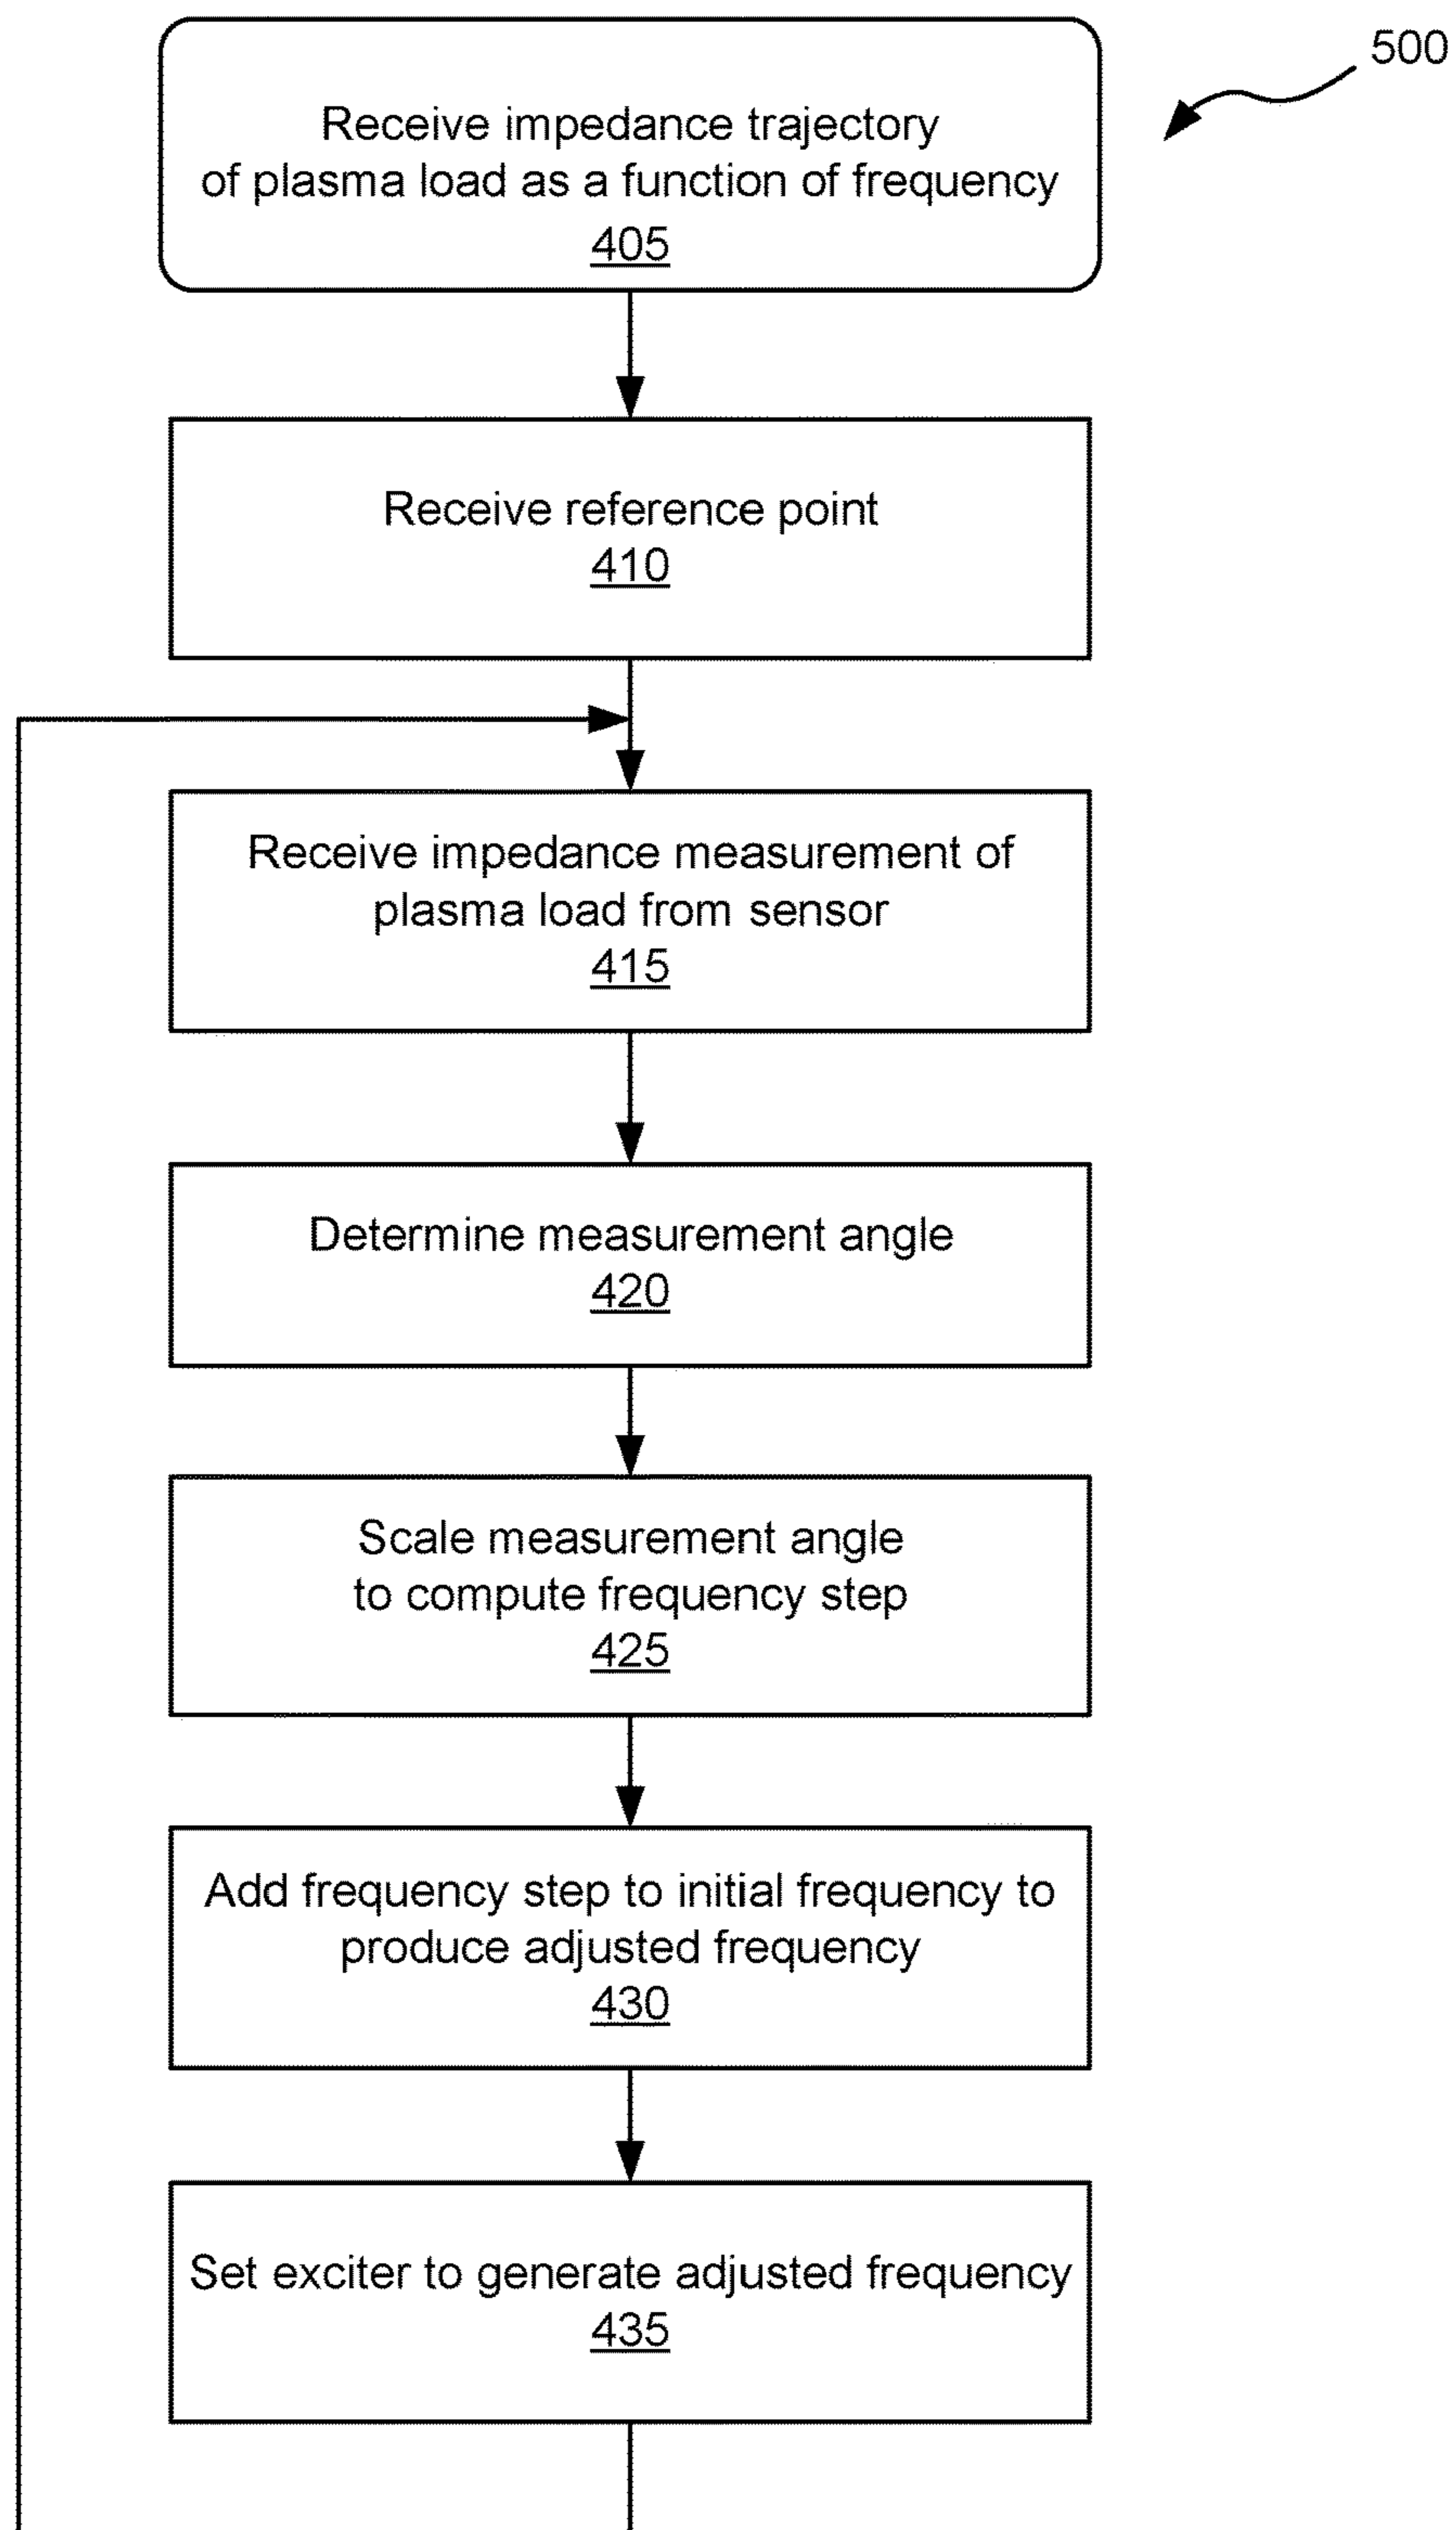 500
Receive impedance trajectory
of plasma load as a function of frequency
405
Receive reference point
410
Receive impedance measurement of
plasma load from sensor
415
Determine measurement angle
420
Scale measurement angle
to compute frequency step
425
Add frequency step to initial frequency to
produce adjusted frequency
430
Set exciter to generate adjusted frequency
435